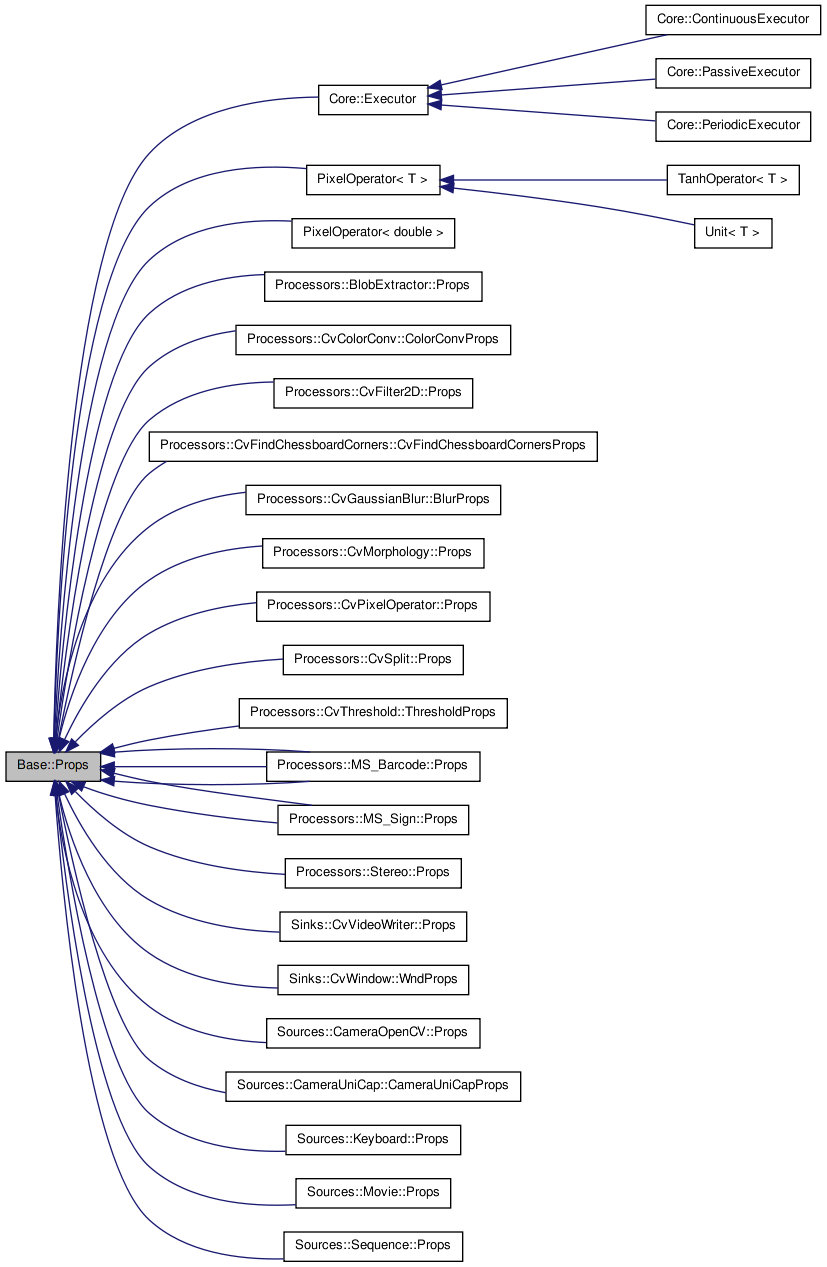 Core::ContinuousExecutor
Core::PassiveExecutor
Core::Executor
Core::PeriodicExecutor
PixelOperator< T >
TanhOperator< T >
PixelOperator< double >
Unit< T >
Processors::BlobExtractor::Props
Processors::CvColorConv::ColorConvProps
Processors::CvFilter2D::Props
Processors::CvFindChessboardCorners::CvFindChessboardCornersProps
Processors::CvGaussianBlur::BlurProps
Processors::CvMorphology::Props
Processors::CvPixelOperator::Props
Processors::CvSplit::Props
Processors::CvThreshold::ThresholdProps
Base::Props
Processors::MS_Barcode::Props
Processors::MS_Sign::Props
Processors::Stereo::Props
Sinks::CvVideoWriter::Props
Sinks::CvWindow::WndProps
Sources::CameraOpenCV::Props
Sources::CameraUniCap::CameraUniCapProps
Sources::Keyboard::Props
Sources::Movie::Props
Sources::Sequence::Props